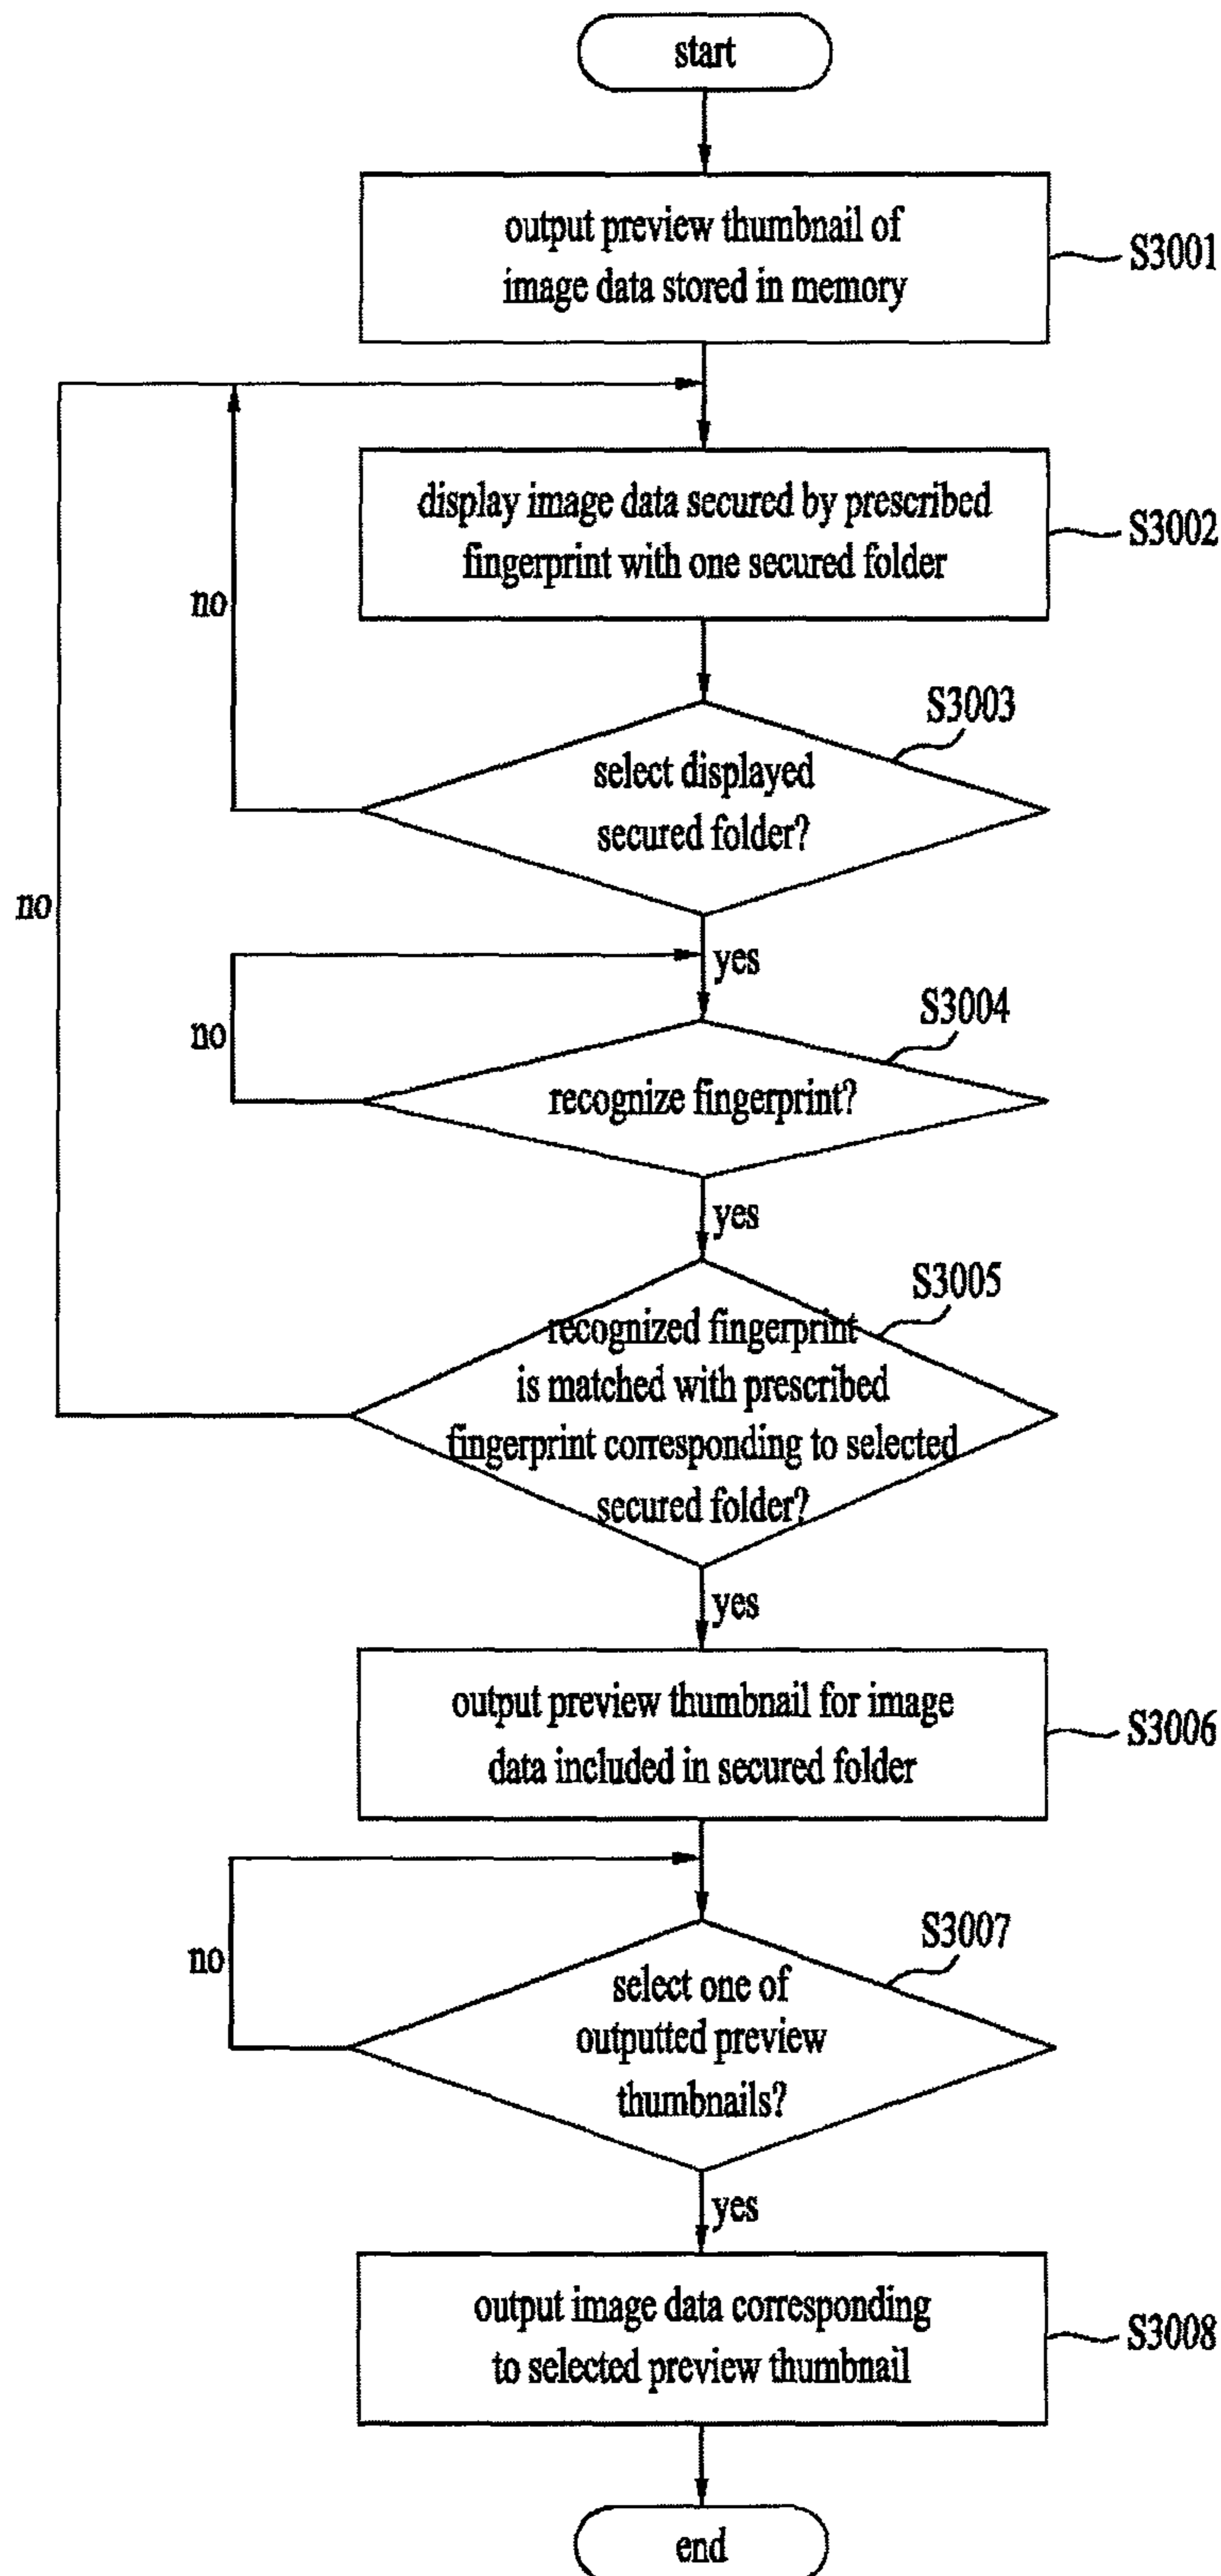 start
output preview thumbnail of
image data stored in memory
S3001
display image data secured by prescribed
fingerprint with one secured folder
S3002
no
S3003
select displayed
secured folder?
no
yes
no
S3004
recognize fingerprint?
yes
S3005
recognized fingerprint
is matched with prescribed
fingerprint corresponding to selected
secured folder?
yes
output preview thumbnail for image
data included in secured folder
S3006
no
S3007
select one of
outputted preview
thumbnails?
yes
output image data corresponding
to selected preview thumbnail
S3008
end